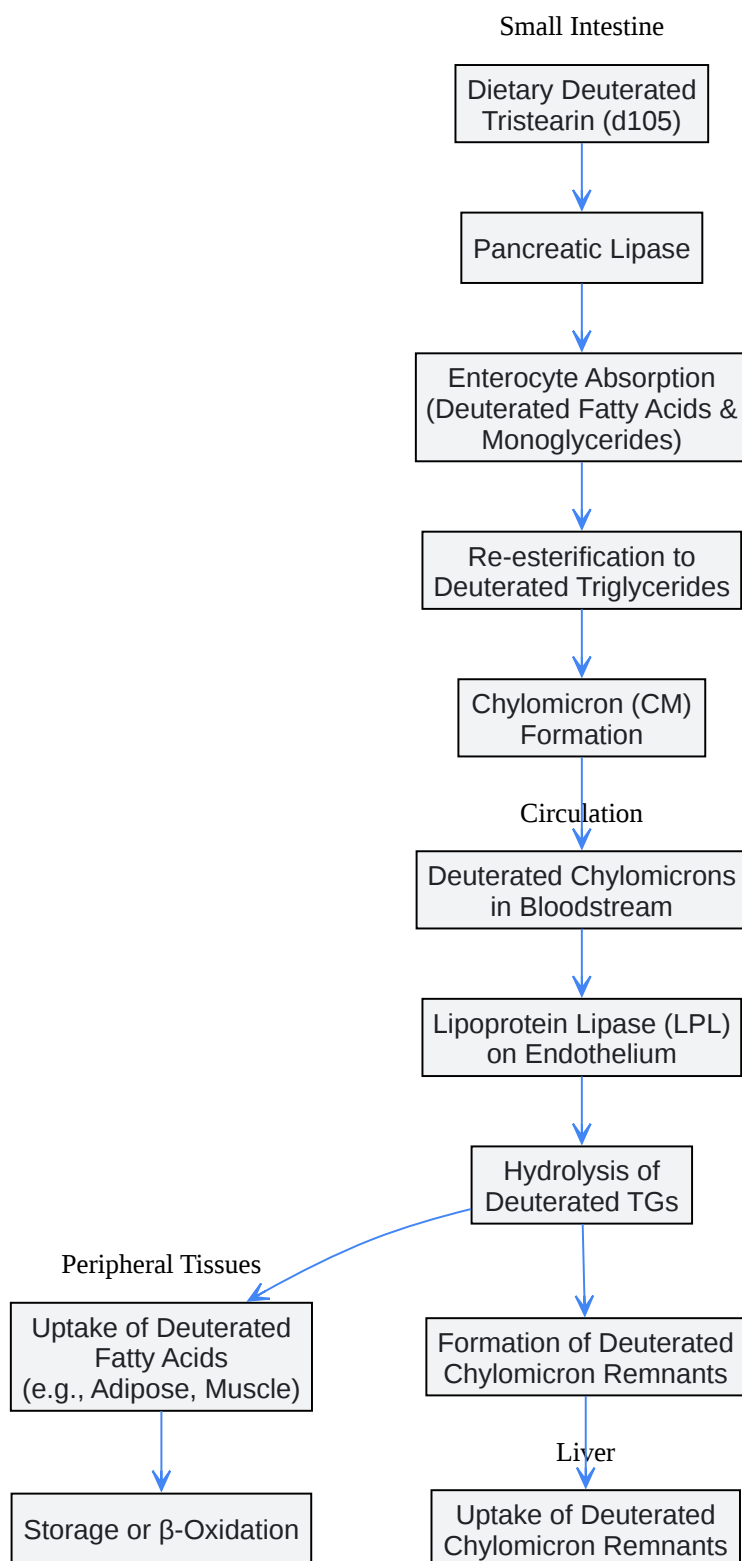 Small Intestine
Dietary Deuterated
Tristearin (d105)
Pancreatic Lipase
Enterocyte Absorption
(Deuterated Fatty Acids &
Monoglycerides)
Re-esterification to
Deuterated Triglycerides
Chylomicron (CM)
Formation
Circulation
Deuterated Chylomicrons
in Bloodstream
Lipoprotein Lipase (LPL)
on Endothelium
Hydrolysis of
Deuterated TGs
Peripheral Tissues
Uptake of Deuterated
Fatty Acids
(e.g., Adipose, Muscle)
Storage or β-Oxidation
Formation of Deuterated
Chylomicron Remnants
Liver
Uptake of Deuterated
Chylomicron Remnants